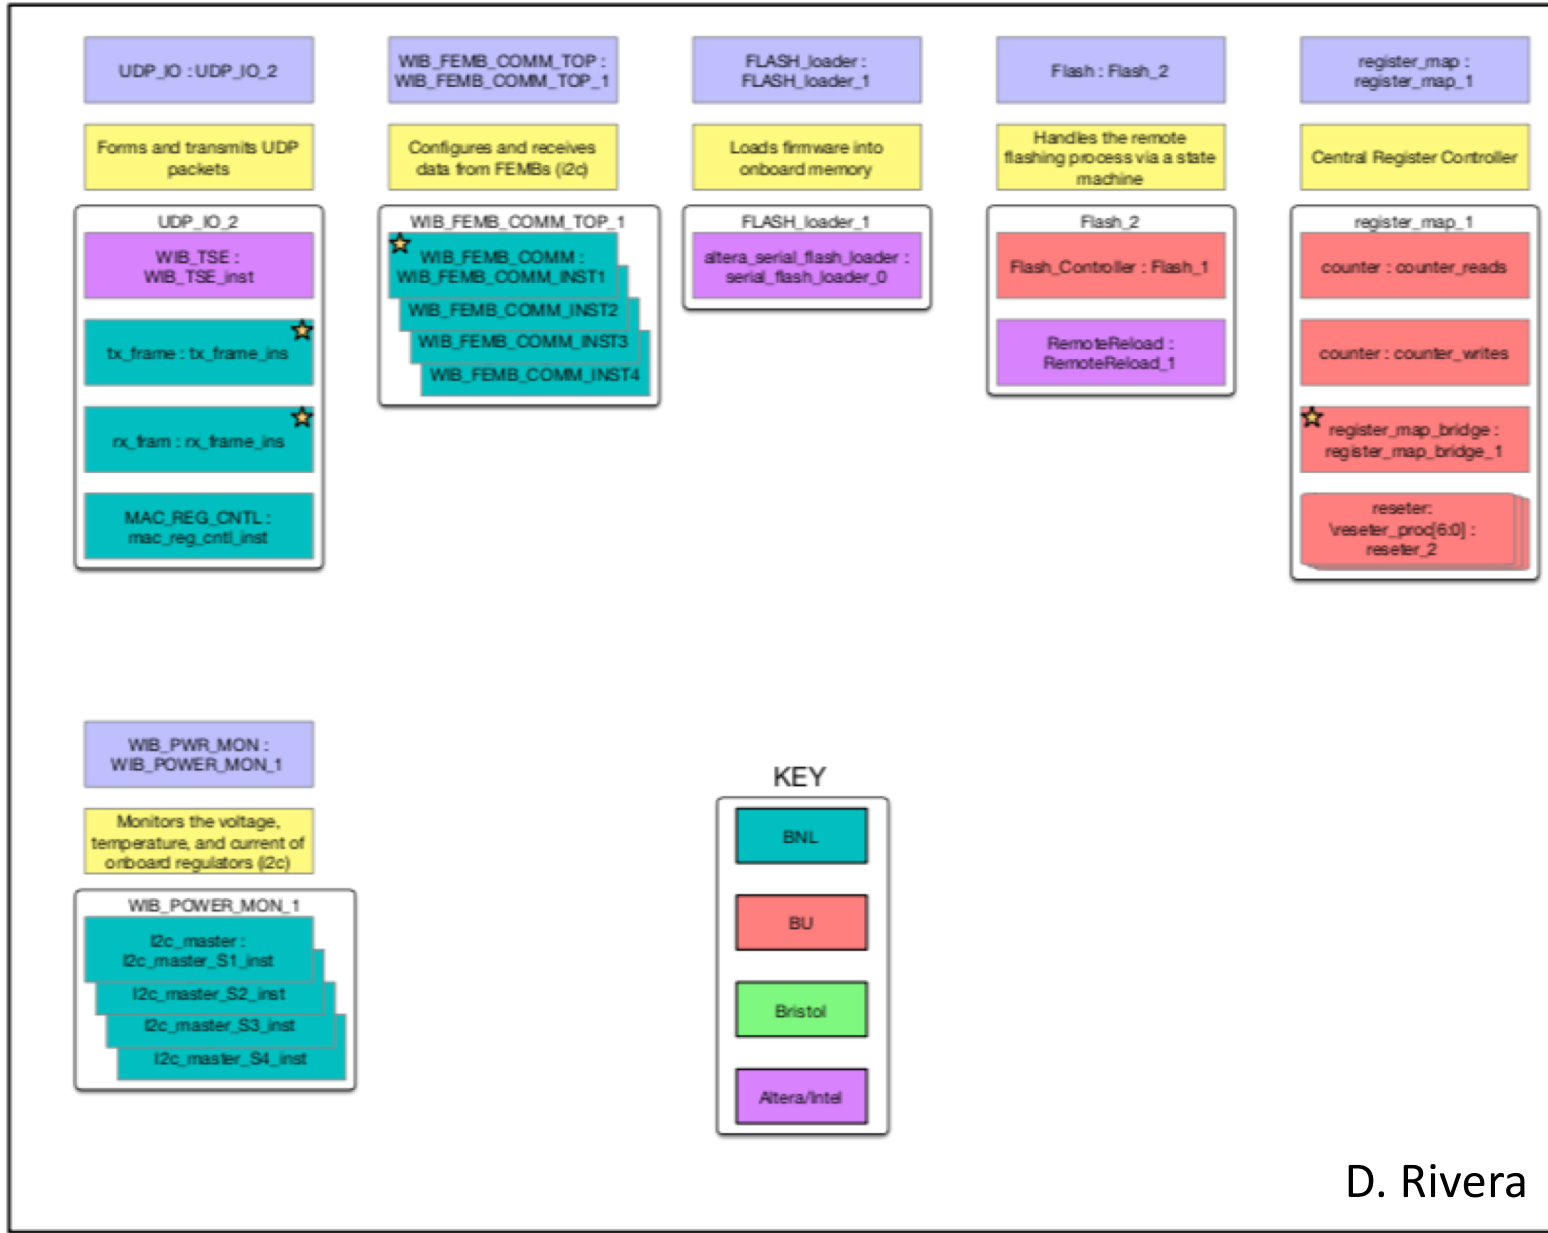 UDP_IO : UDP_IO_2
WIB_FEMB_COMM_TOP :
WIB_FEMB_COMM_TOP_1
FLASH_loader :
FLASH_loader_1
Flash : Flash_2
register_map :
register_map_1
Forms and transmits UDP
packets
Configures and receives
data from FEMBs (i2c)
Loads firmware into
onboard memory
Handles the remote
flashing process via a state
machine
Central Register Controller
UDP_IO_2
WIB_TSE :
WIB_TSE_inst
tx_frame : tx_frame_ins
rx_fram : rx_frame_ins
MAC_REG_CNTL :
mac_reg_cntl_inst
WIB_FEMB_COMM_TOP_1
WIB_FEMB_COMM :
WIB_FEMB_COMM_INST1
WIB_FEMB_COMM_INST2
WIB_FEMB_COMM_INST3
WIB_FEMB_COMM_INST4
FLASH_loader_1
altera_serial_flash_loader :
serial_flash_loader_0
Flash_2
Flash_Controller : Flash_1
RemoteReload :
RemoteReload_1
register_map_1
counter : counter_reads
counter : counter_writes
register_map_bridge :
register_map_bridge_1
reseter:
\reseter_proc[6:0] :
reseter_2
WIB_PWR_MON :
WIB_POWER_MON_1
Monitors the voltage,
temperature, and current of
onboard regulators (i2c)
WIB_POWER_MON_1
I2c_master :
I2c_master_S1_inst
I2c_master_S2_inst
I2c_master_S3_inst
I2c_master_S4_inst
KEY
BNL
BU
Bristol
Altera/Intel
D. Rivera